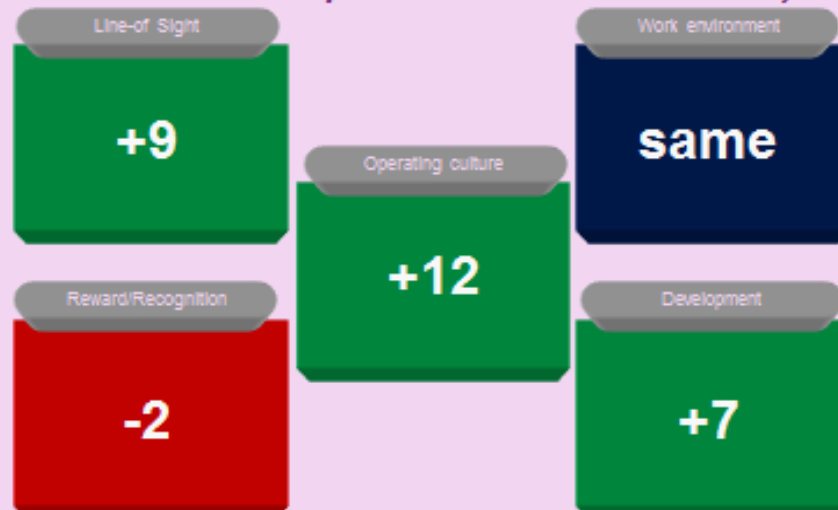 Line-of Sight
+9
Work environment
same
Operating culture
+12
Reward/Recognition
-2
Development
+7